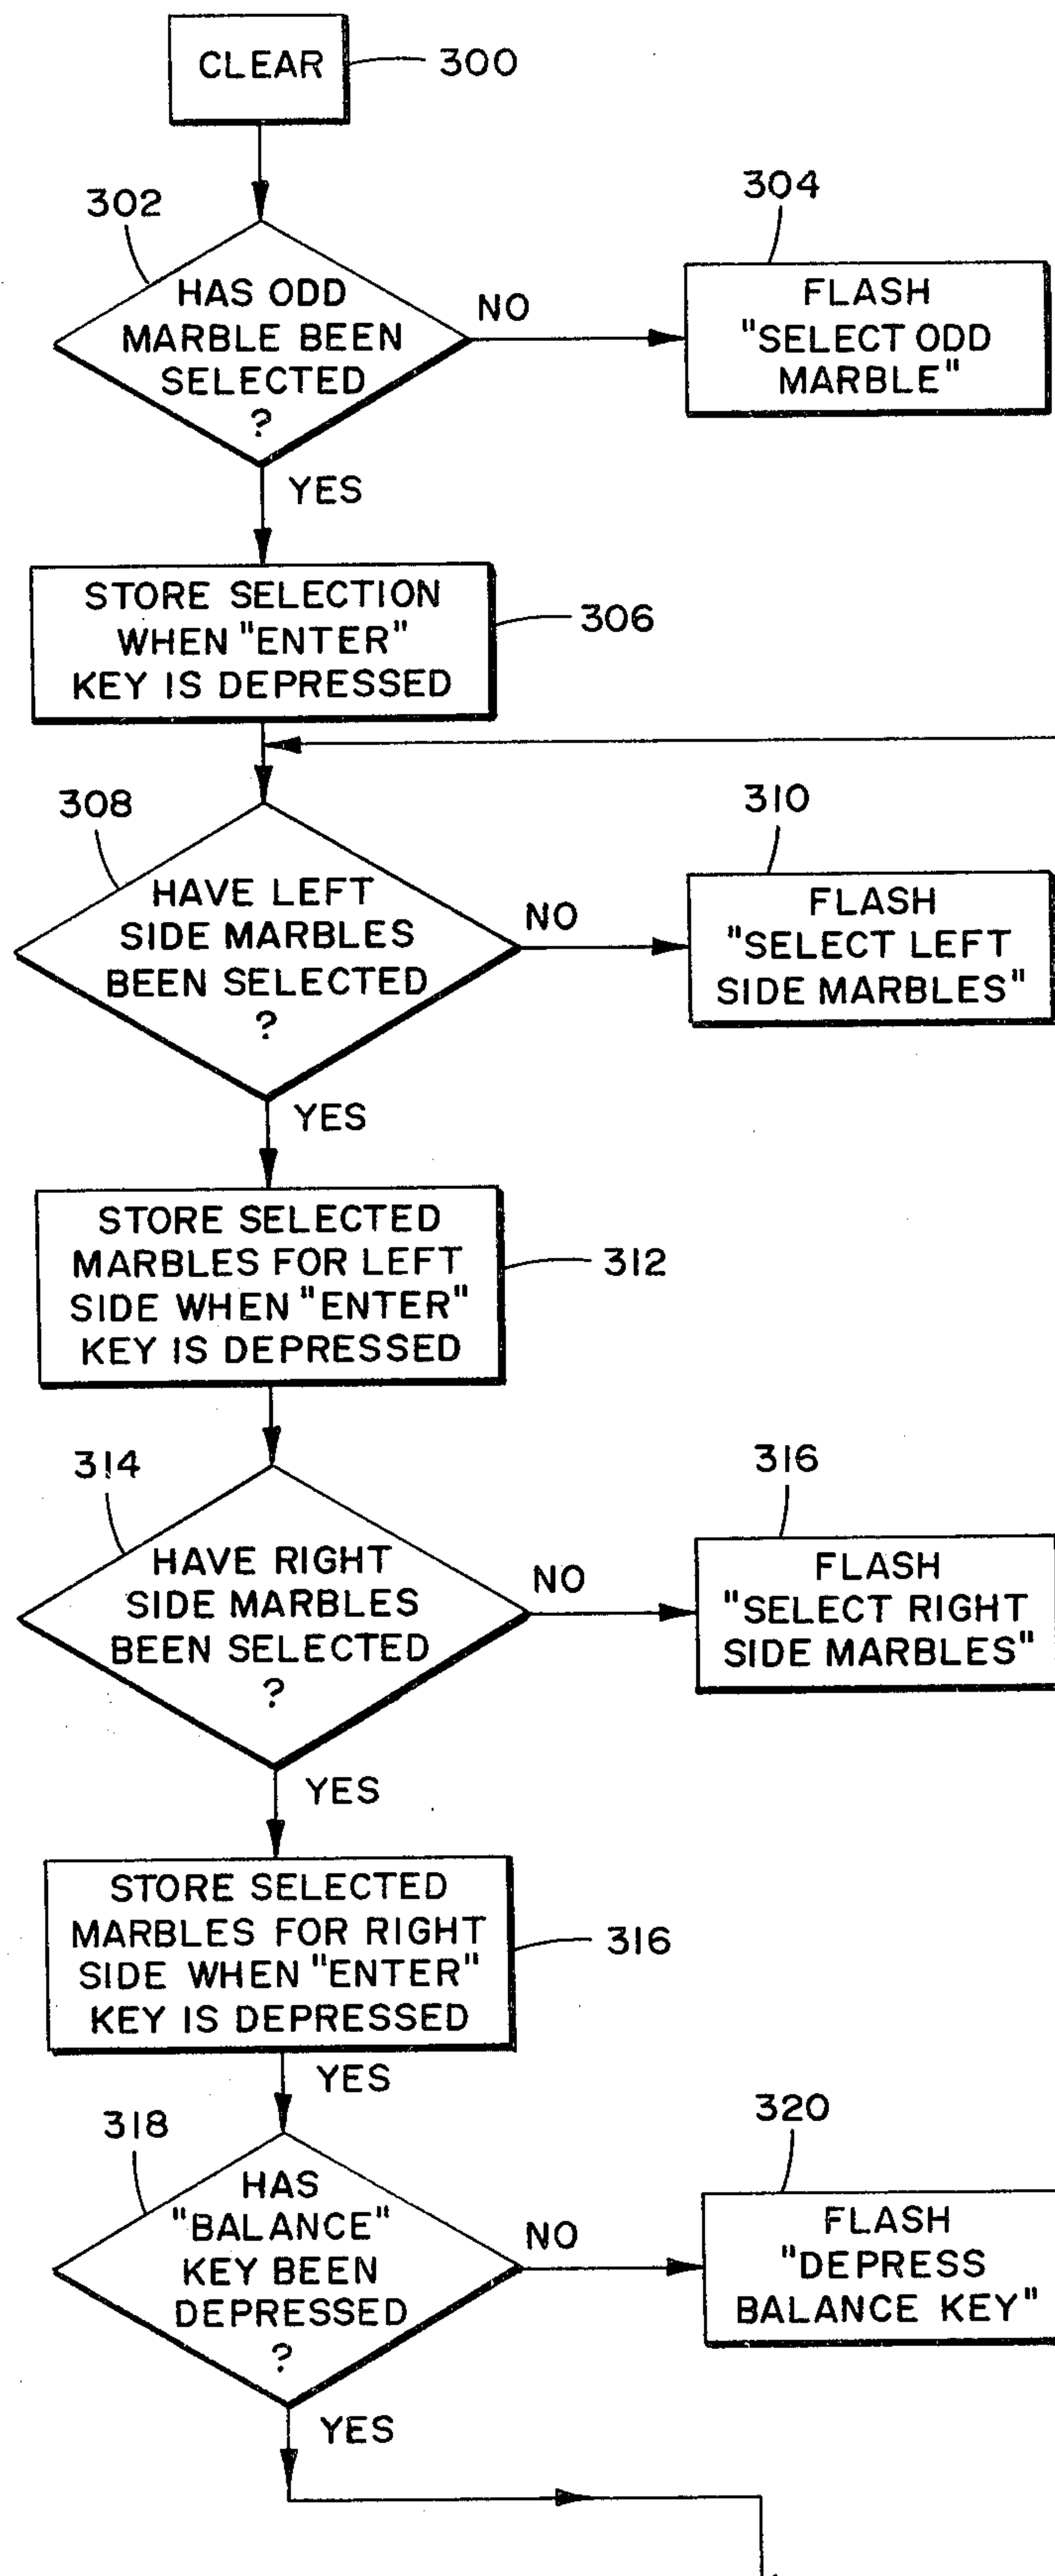 CLEAR
300
302
HAS ODD
MARBLE BEEN
SELECTED
?
NO
304
FLASH
"SELECT ODD
MARBLE"
YES
STORE SELECTION
WHEN "ENTER"
KEY IS DEPRESSED
306
308
HAVE LEFT
SIDE MARBLES
BEEN SELECTED
?
NO
310
FLASH
"SELECT LEFT
SIDE MARBLES"
YES
STORE SELECTED
MARBLES FOR LEFT
SIDE WHEN "ENTER"
KEY IS DEPRESSED
312
314
HAVE RIGHT
SIDE MARBLES
BEEN SELECTED
?
NO
316
FLASH
"SELECT RIGHT
SIDE MARBLES"
YES
STORE SELECTED
MARBLES FOR RIGHT
SIDE WHEN "ENTER"
KEY IS DEPRESSED
316
YES
318
HAS
"BALANCE"
KEY BEEN
DEPRESSED
?
NO
320
FLASH
"DEPRESS
BALANCE KEY"
YES